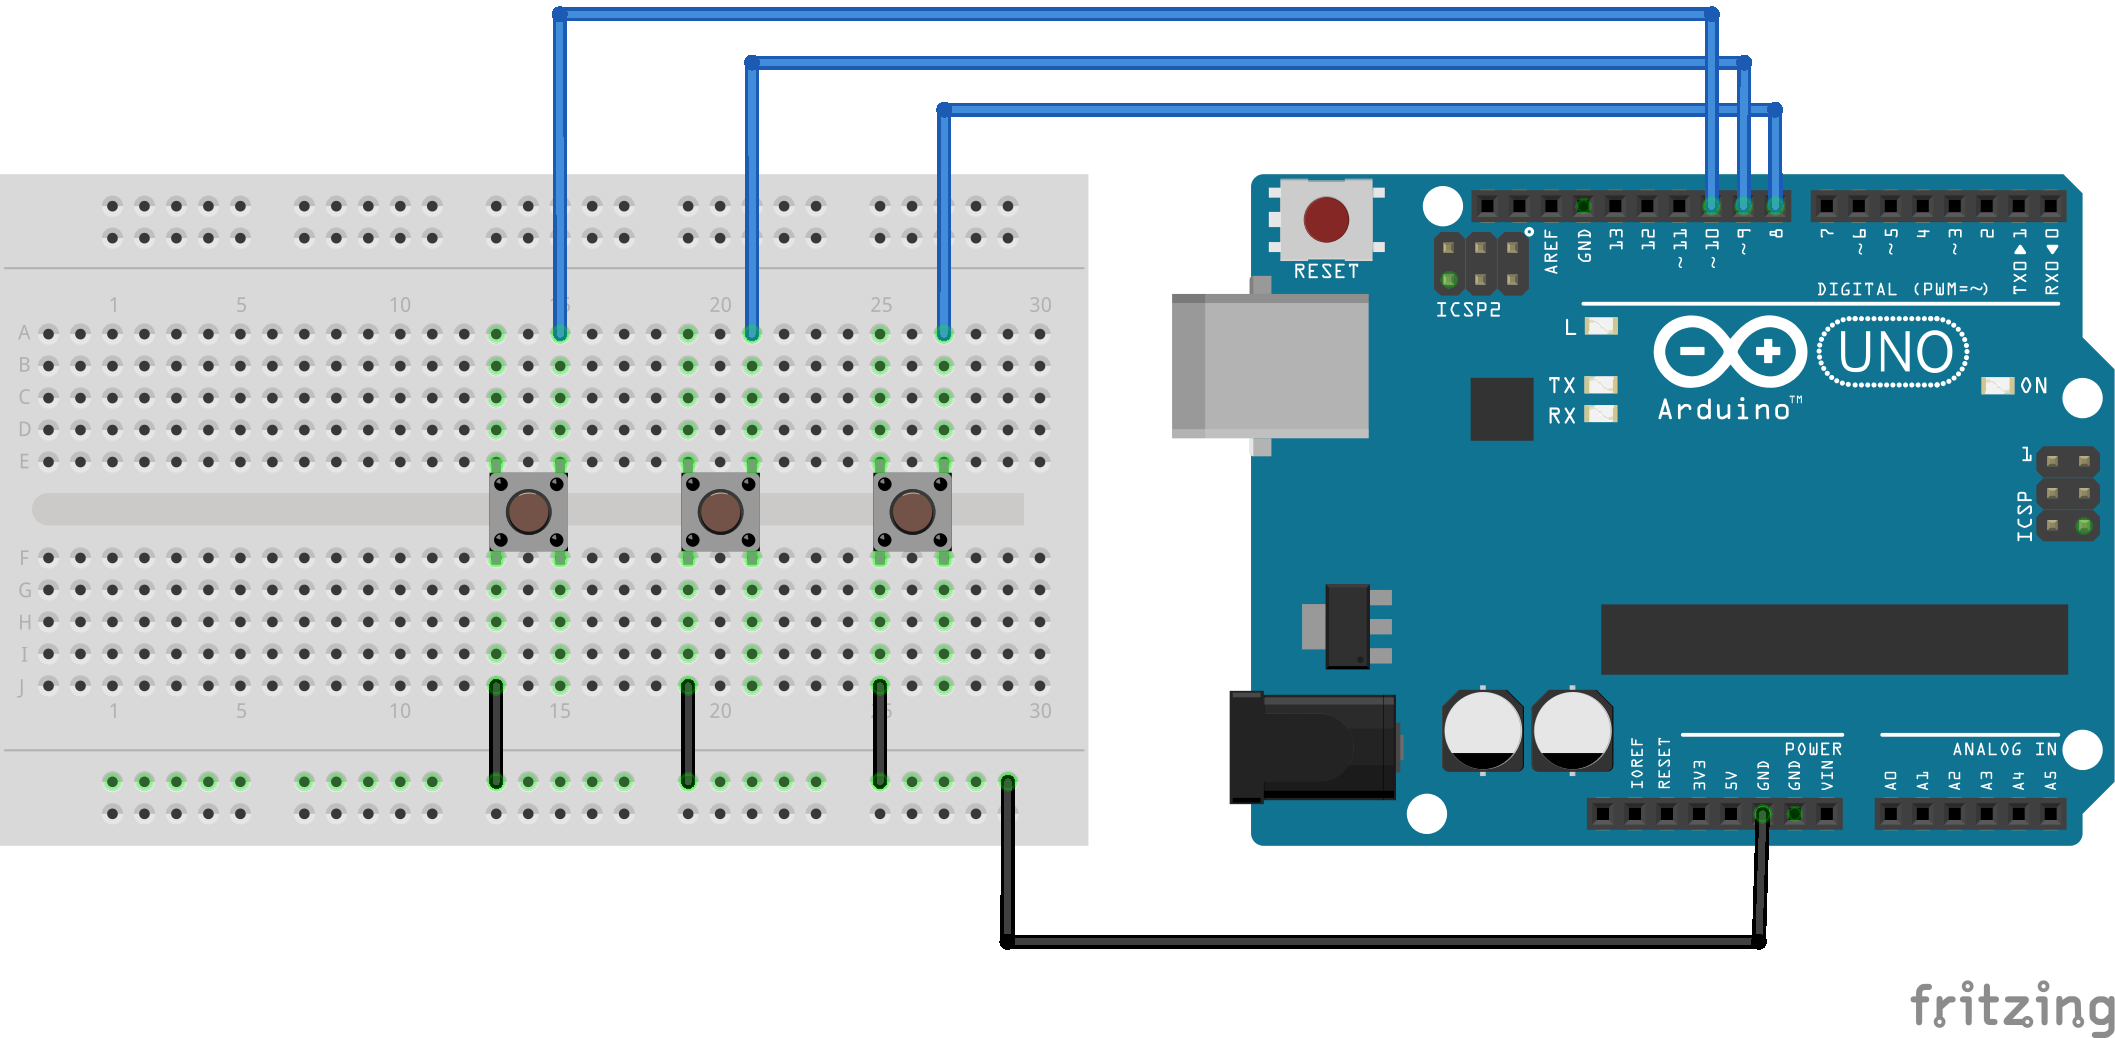 1 5 10 15 20 25 30
A
B
C
D
E
F
G
H
I
J
1 5 10 15 20 30
RESET
ICSP2
AREF
GND
13
12
~11
~10
~9
8
7
~6
~5
4
~3
2
TX0▶1
RX0◀0
DIGITAL (PWM=~)
L
TX
RX
UNO
Arduino™
ON
1
ICSP
IOREF
RESET
3V3
5V
GND
GND
VIN
POWER
ANALOG IN
A0
A1
A2
A3
A4
A5
fritzing